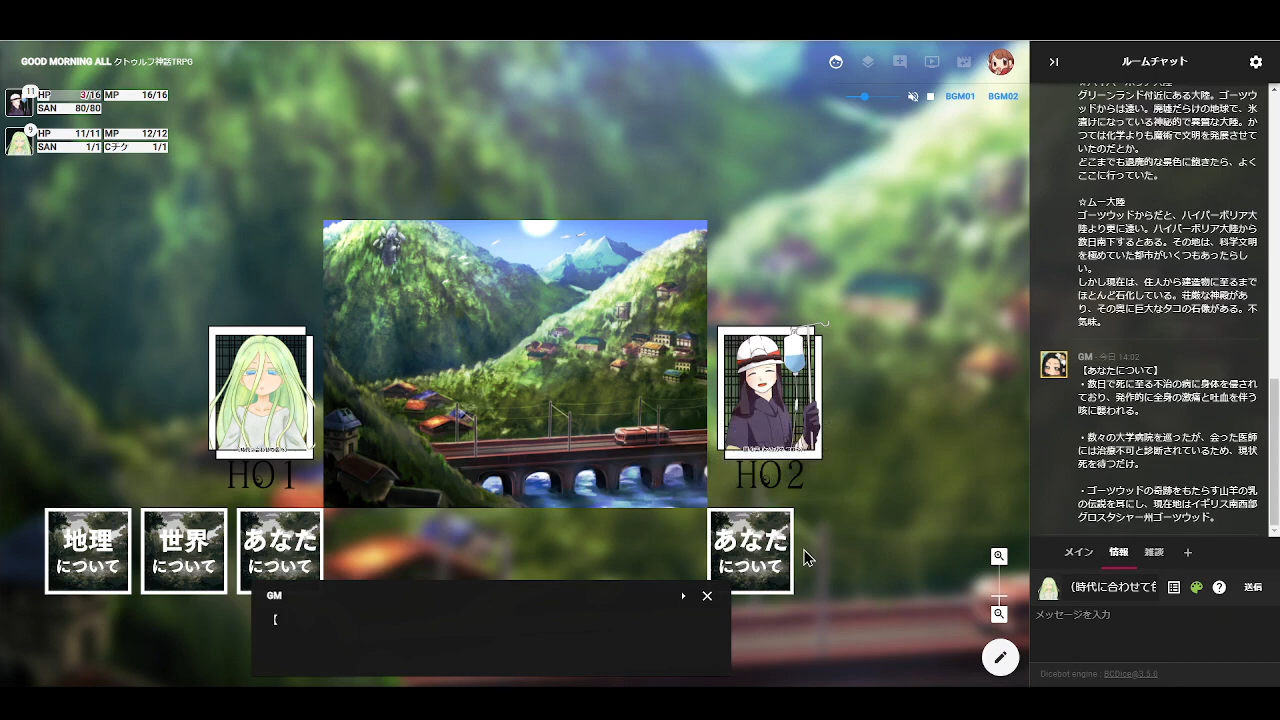 GOOD MORNING ALL クトゥルフ神話TRPG
11
HP 3/16 MP 16/16
SAN 80/80
9
HP 11/11 MP 12/12
SAN 1/1 Cチケ 1/1
BGM01 BGM02
HO1
HO2
地理
について
世界
について
あなた
について
あなた
について
GM
【
ルームチャット
グリーンランド付近にある大陸。ゴーツウ
ッドからは遠い。廃墟だらけの地球で、氷
漬けになっている神秘的で異質な大陸。か
つては化学よりも魔術で文明を発展させて
いたのだとか。
どこまでも退廃的な景色に飽きたら、よく
ここに行っていた。
☆ムー大陸
ゴーツウッドからだと、ハイパーボリア大
陸より更に遠い。ハイパーボリア大陸から
数日南下するとある。その地は、科学文明
を極めていた都市がいくつもあったらし
い。
しかし現在は、住人から建造物に至るまで
ほとんど石化している。荘厳な神殿があ
り、その奥に巨大なタコの石像がある。不
気味。
GM - 今日 14:02
【あなたについて】
・数日で死に至る不治の病に身体を侵され
ており、発作的に全身の激痛と吐血を伴う
咳に襲われる。
・数々の大学病院を巡ったが、会った医師
には治療不可と診断されているため、現状
死を待つだけ。
・ゴーツウッドの奇跡をもたらす山羊の乳
の伝説を耳にし、現在地はイギリス南西部
グロスタシャー州ゴーツウッド。
メイン 情報 雑談 +
(時代に合わせて 送信
メッセージを入力
Dicebot engine : BCDice@3.5.0